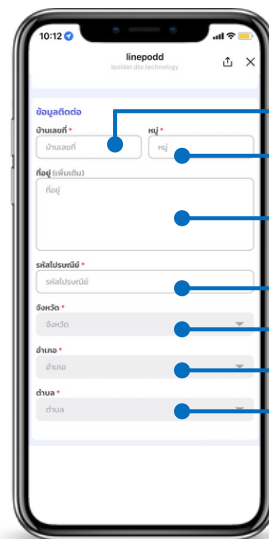 10:12
linepodd
ข้อมูลติดต่อ
บ้านเลขที่ * หมู่ *
บ้านเลขที่ หมู่
ที่อยู่ (เพิ่มเติม)
ที่อยู่
รหัสไปรษณีย์ *
รหัสไปรษณีย์
จังหวัด *
จังหวัด
อำเภอ *
อำเภอ
ตำบล *
ตำบล